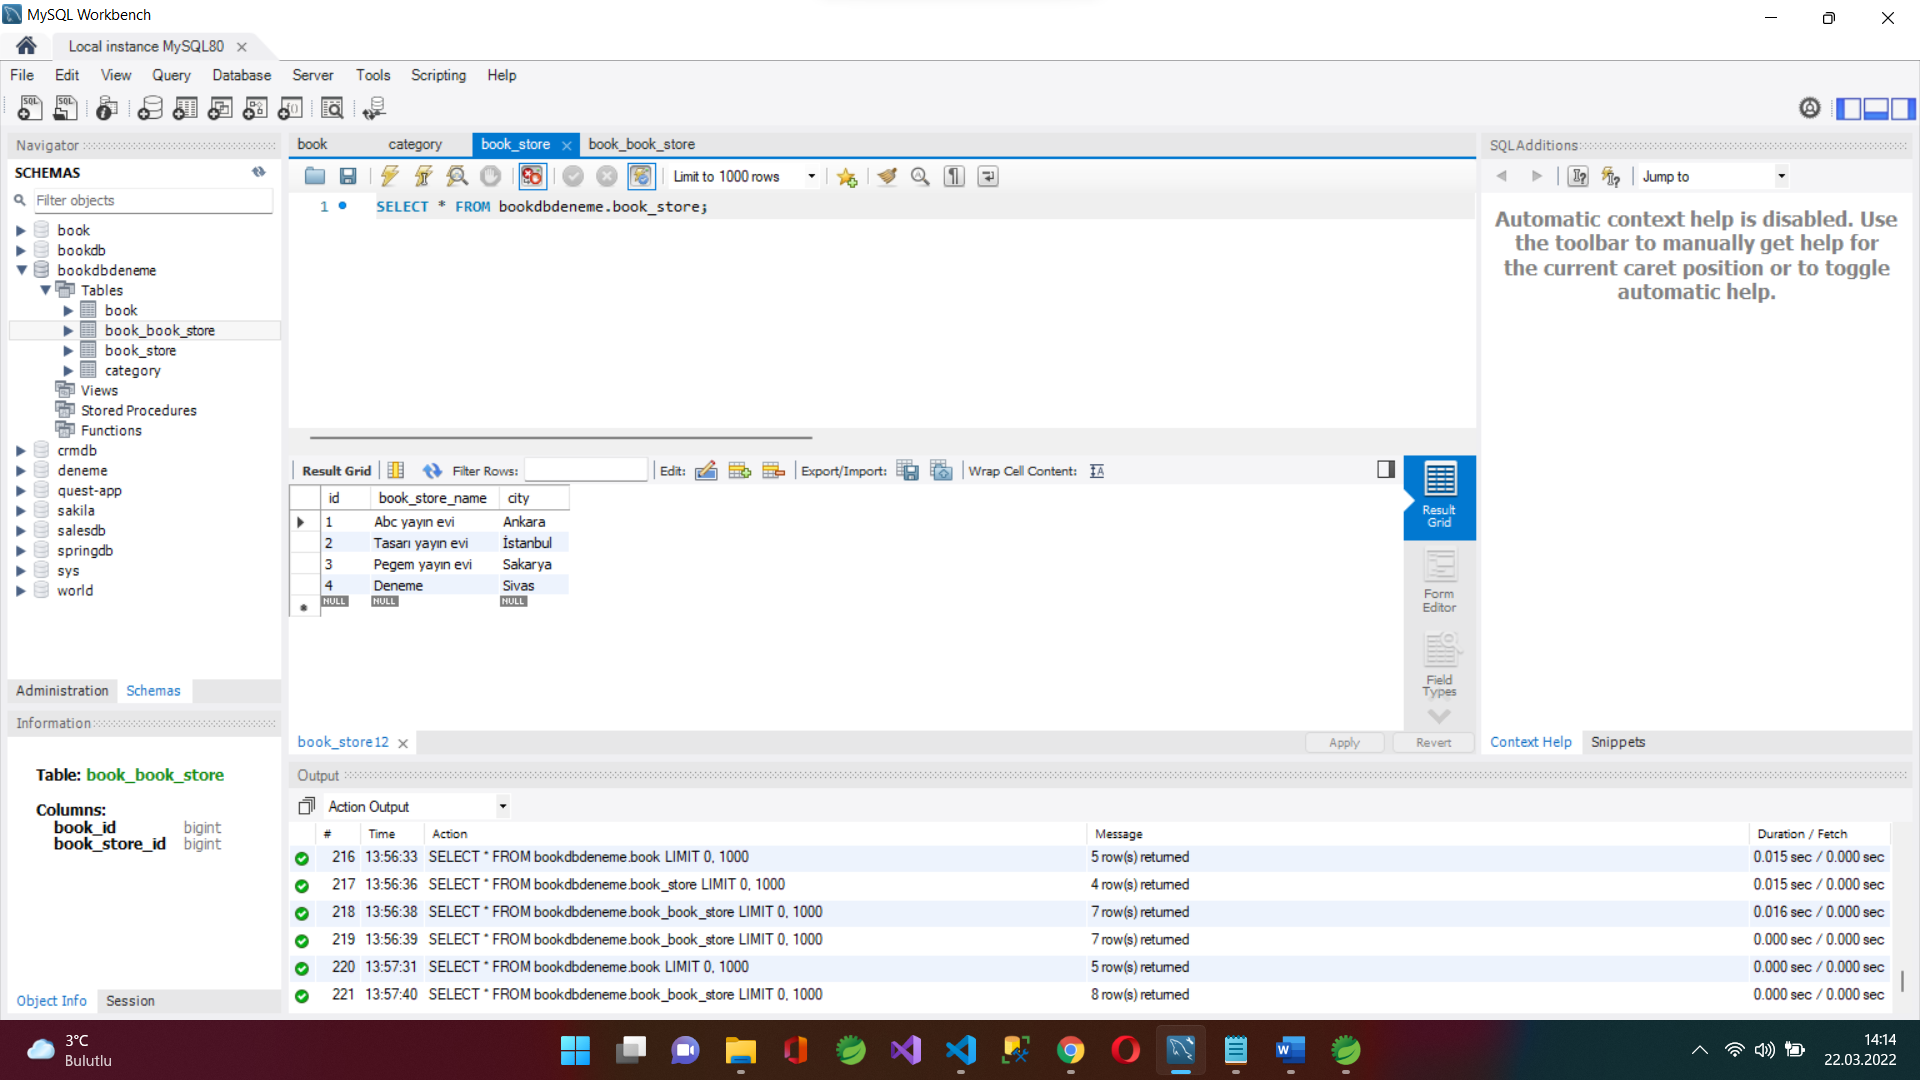 MySQL Workbench
Local instance MySQL80
File Edit View Query Database Server Tools Scripting Help
Navigator
SCHEMAS
Filter objects
book
bookdb
bookdbdeneme
Tables
book
book_book_store
book_store
category
Views
Stored Procedures
Functions
crmdb
deneme
quest-app
sakila
salesdb
springdb
sys
world
Administration Schemas
Information
Table: book_book_store
Columns:
book_id bigint
book_store_id bigint
Object Info Session
book category book_store book_book_store
Limit to 1000 rows
1 SELECT * FROM bookdbdeneme.book_store;
Result Grid Filter Rows: Edit: Export/Import: Wrap Cell Content:
id book_store_name city
1 Abc yayın evi Ankara
2 Tasarı yayın evi İstanbul
3 Pegem yayın evi Sakarya
4 Deneme Sivas
NULL NULL NULL
Result
Grid
Form
Editor
Field
Types
book_store12 Apply Revert
SQLAdditions
Jump to
Automatic context help is disabled. Use
the toolbar to manually get help for
the current caret position or to toggle
automatic help.
Context Help Snippets
Output
Action Output
# Time Action Message Duration / Fetch
216 13:56:33 SELECT * FROM bookdbdeneme.book LIMIT 0, 1000 5 row(s) returned 0.015 sec / 0.000 sec
217 13:56:36 SELECT * FROM bookdbdeneme.book_store LIMIT 0, 1000 4 row(s) returned 0.015 sec / 0.000 sec
218 13:56:38 SELECT * FROM bookdbdeneme.book_book_store LIMIT 0, 1000 7 row(s) returned 0.016 sec / 0.000 sec
219 13:56:39 SELECT * FROM bookdbdeneme.book_book_store LIMIT 0, 1000 7 row(s) returned 0.000 sec / 0.000 sec
220 13:57:31 SELECT * FROM bookdbdeneme.book LIMIT 0, 1000 5 row(s) returned 0.000 sec / 0.000 sec
221 13:57:40 SELECT * FROM bookdbdeneme.book_book_store LIMIT 0, 1000 8 row(s) returned 0.000 sec / 0.000 sec
3°C
Bulutlu
14:14
22.03.2022